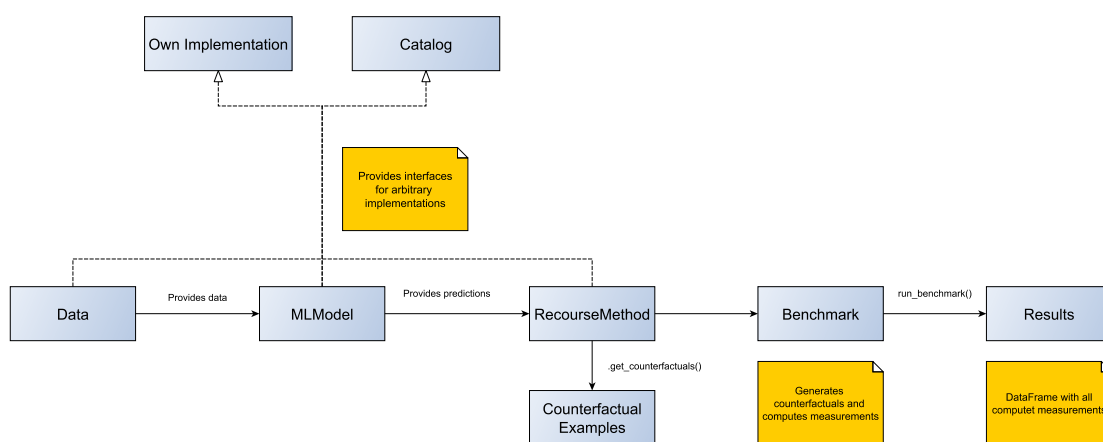 Own Implementation
Catalog
Provides interfaces
for arbitrary
implementations
Data
Provides data
MLModel
Provides predictions
RecourseMethod
Benchmark
run_benchmark()
Results
.get_counterfactuals()
Counterfactual
Examples
Generates
counterfactuals and
computes measurements
DataFrame with all
computet measurements